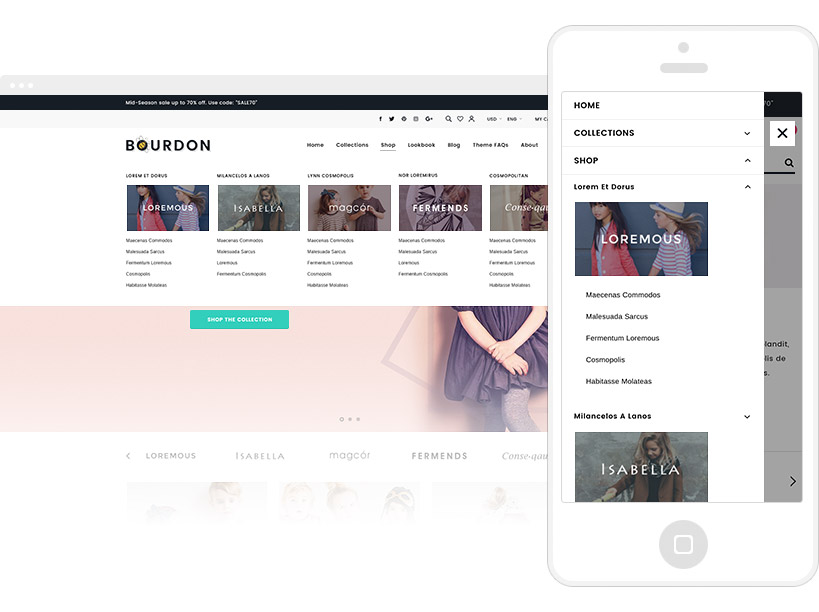 Mid-Season sale up to 70% off. Use code: "SALE70"
USD ENG MY CA
BOURDON
Home Collections Shop Lookbook Blog Theme FAQs About
LOREM ET DORUS MILANCELOS A LANOS LYNN COSMOPOLIS NOR LOREMIRUS COSMOPOLITAN
LOREMOUS ISABELLA magcór FERMENDS Conse-qau
Maecenas Commodos Maecenas Commodos Maecenas Commodos Maecenas Commodos Maecenas Commodos
Malesuada Sarcus Malesuada Sarcus Malesuada Sarcus Malesuada Sarcus Malesuada Sarcus
Fermentum Loremous Loremous Fermentum Loremous Loremous Fermentum Loremous
Cosmopolis Fermentum Cosmopolis Cosmopolis Fermentum Cosmopolis Cosmopolis
Habitasse Molateas Habitasse Molateas Habitasse Molateas
SHOP THE COLLECTION
LOREMOUS ISABELLA magcór FERMENDS Conse-qau
HOME
COLLECTIONS
SHOP
Lorem Et Dorus
LOREMOUS
Maecenas Commodos
Malesuada Sarcus
Fermentum Loremous
Cosmopolis
Habitasse Molateas
Milancelos A Lanos
ISABELLA
70"
landit,
lis de
s.